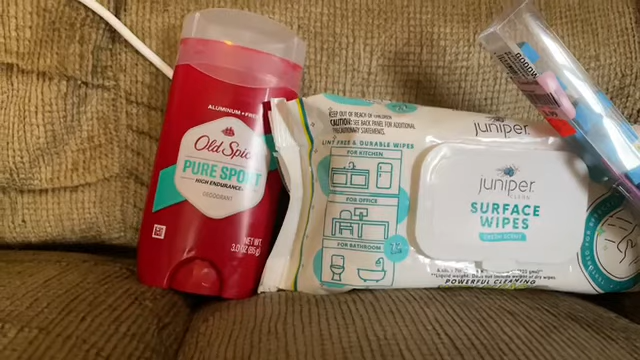 ALUMINUM • FREE
Old Spice
PURE SPORT
HIGH ENDURANCE
DEODORANT
NET WT.
3.0 OZ (85 g)
KEEP OUT OF REACH OF CHILDREN
CAUTION: SEE BACK PANEL FOR ADDITIONAL
PRECAUTIONARY STATEMENTS.
LINT FREE & DURABLE WIPES
FOR KITCHEN
FOR OFFICE
FOR BATHROOM
juniper
juniper
CLEAN
SURFACE
WIPES
FRESH SCENT
POWERFUL CLEANING